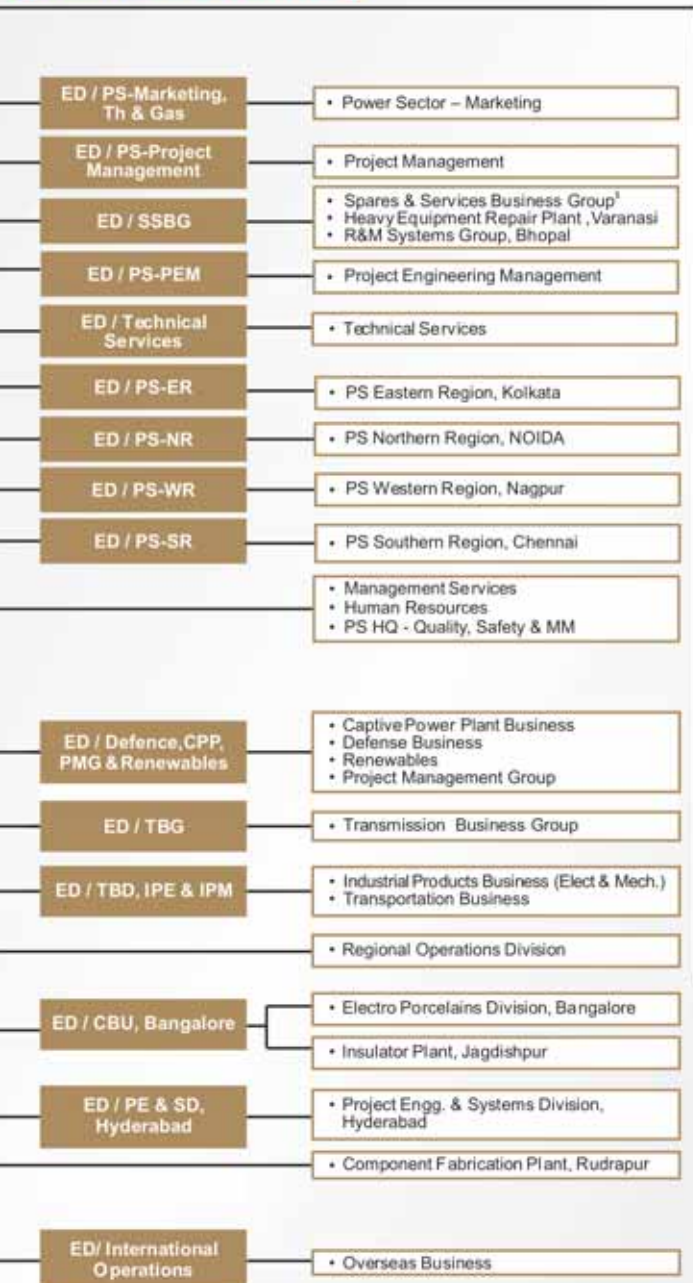 ED / PS-Marketing,
Th & Gas
• Power Sector – Marketing
ED / PS-Project
Management
• Project Management
ED / SSBG
• Spares & Services Business Group¹
• Heavy Equipment Repair Plant ,Varanasi
• R&M Systems Group, Bhopal
ED / PS-PEM
• Project Engineering Management
ED / Technical
Services
• Technical Services
ED / PS-ER
• PS Eastern Region, Kolkata
ED / PS-NR
• PS Northern Region, NOIDA
ED / PS-WR
• PS Western Region, Nagpur
ED / PS-SR
• PS Southern Region, Chennai
• Management Services
• Human Resources
• PS HQ - Quality, Safety & MM
ED / Defence,CPP,
PMG & Renewables
• Captive Power Plant Business
• Defense Business
• Renewables
• Project Management Group
ED / TBG
• Transmission Business Group
ED / TBD, IPE & IPM
• Industrial Products Business (Elect & Mech.)
• Transportation Business
• Regional Operations Division
ED / CBU, Bangalore
• Electro Porcelains Division, Bangalore
• Insulator Plant, Jagdishpur
ED / PE & SD,
Hyderabad
• Project Engg. & Systems Division,
Hyderabad
• Component Fabrication Plant, Rudrapur
ED/ International
Operations
• Overseas Business